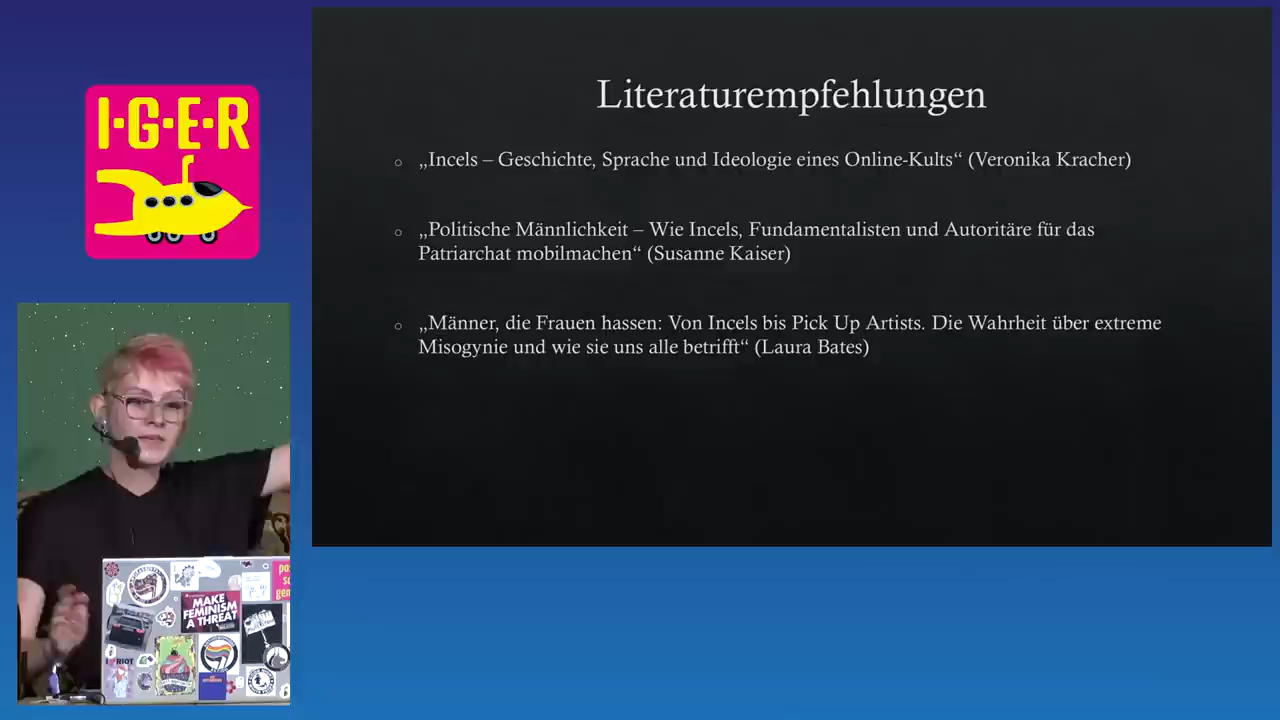 I·G·E·R
Literaturempfehlungen
„Incels – Geschichte, Sprache und Ideologie eines Online-Kults“ (Veronika Kracher)
„Politische Männlichkeit – Wie Incels, Fundamentalisten und Autoritäre für das
Patriarchat mobilmachen“ (Susanne Kaiser)
„Männer, die Frauen hassen: Von Incels bis Pick Up Artists. Die Wahrheit über extreme
Misogynie und wie sie uns alle betrifft“ (Laura Bates)
MAKE
FEMINISM
A THREAT
RIOT